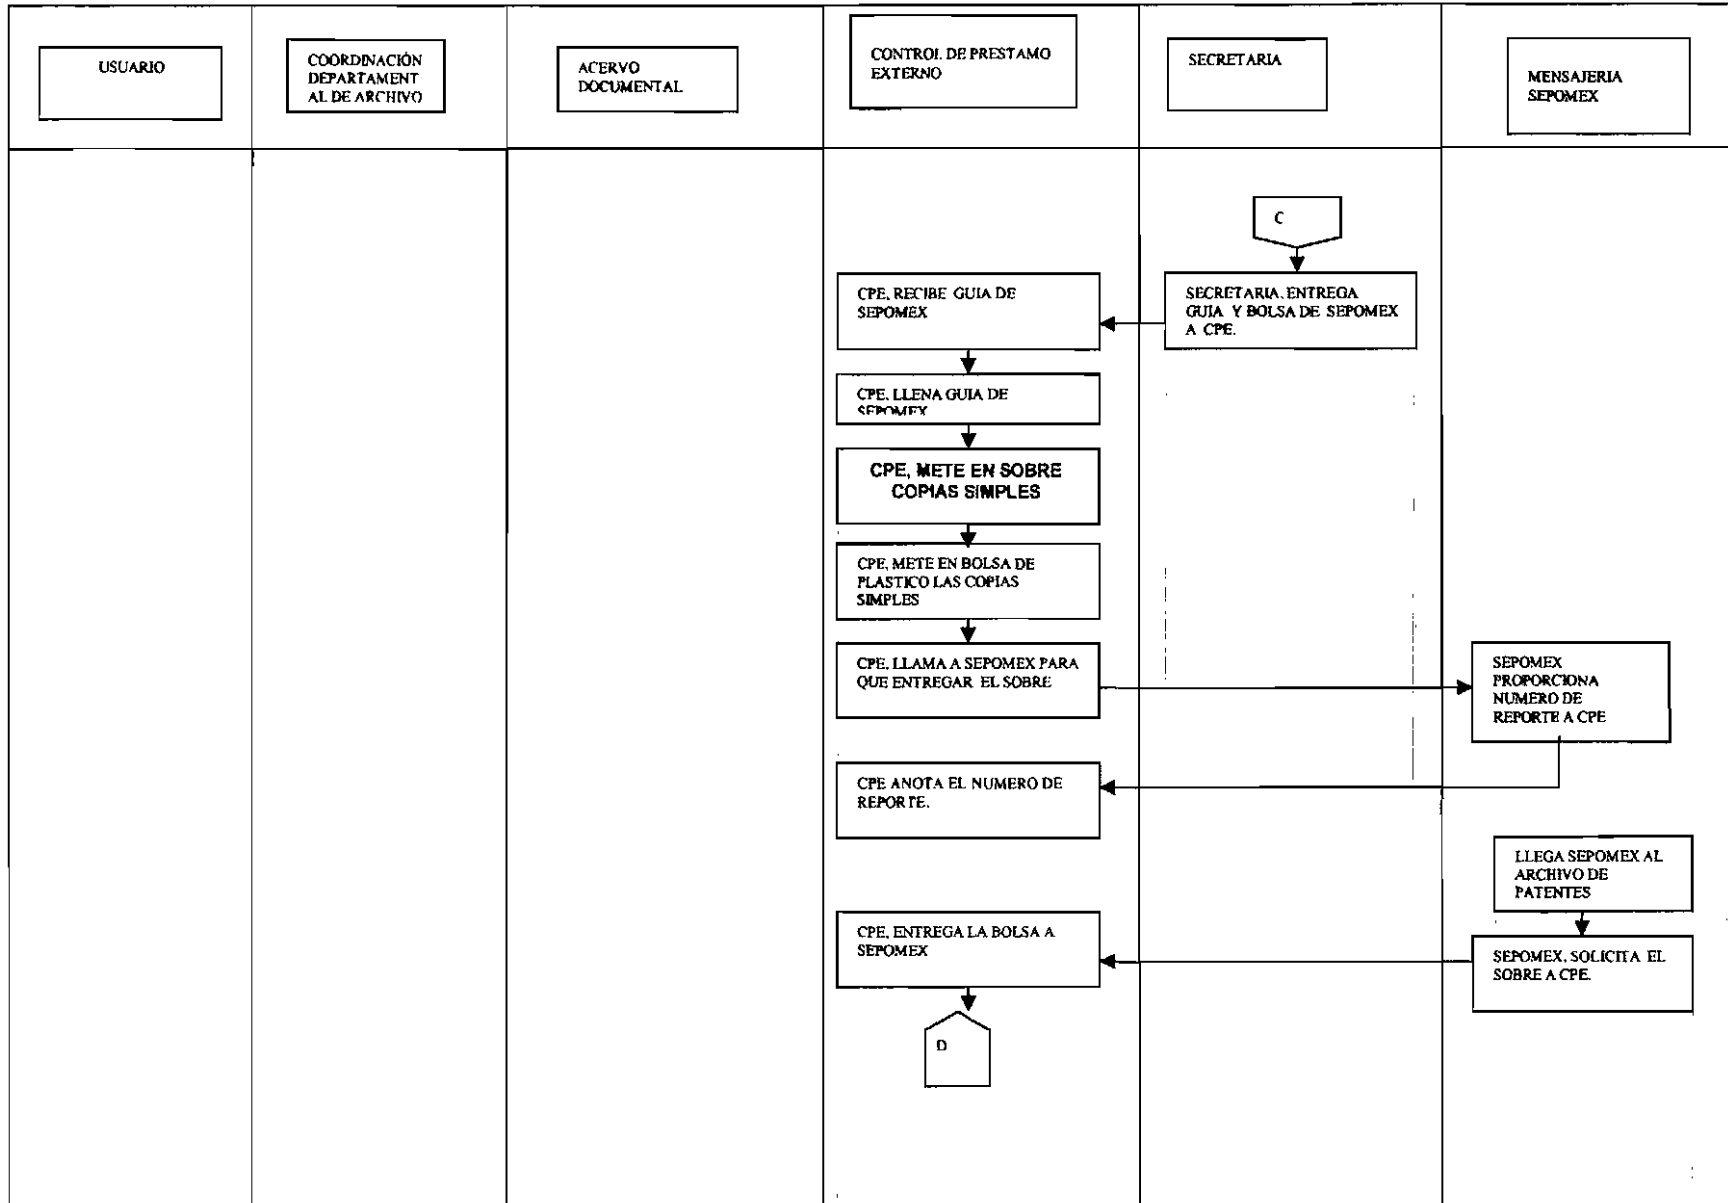 USUARIO
COORDINACIÓN
DEPARTAMENT
AL DE ARCHIVO
ACERVO
DOCUMENTAL
CONTROL DE PRESTAMO
EXTERNO
SECRETARIA
MENSAJERIA
SEPOMEX
C
SECRETARIA, ENTREGA
GUIA Y BOLSA DE SEPOMEX
A CPE.
CPE, RECIBE GUIA DE
SEPOMEX
CPE, LLENA GUIA DE
SEPOMEX
CPE, METE EN SOBRE
COPIAS SIMPLES
CPE, METE EN BOLSA DE
PLASTICO LAS COPIAS
SIMPLES
CPE, LLAMA A SEPOMEX PARA
QUE ENTREGAR EL SOBRE
SEPOMEX
PROPORCIONA
NUMERO DE
REPORTE A CPE
CPE ANOTA EL NUMERO DE
REPORTE.
LLEGA SEPOMEX AL
ARCHIVO DE
PATENTES
SEPOMEX, SOLICITA EL
SOBRE A CPE.
CPE, ENTREGA LA BOLSA A
SEPOMEX
D